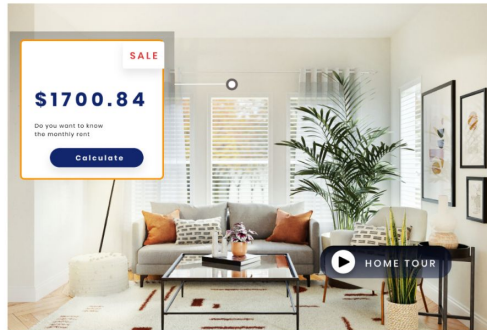 SALE
$1700.84
Do you want to know
the monthly rent
Calculate
HOME TOUR